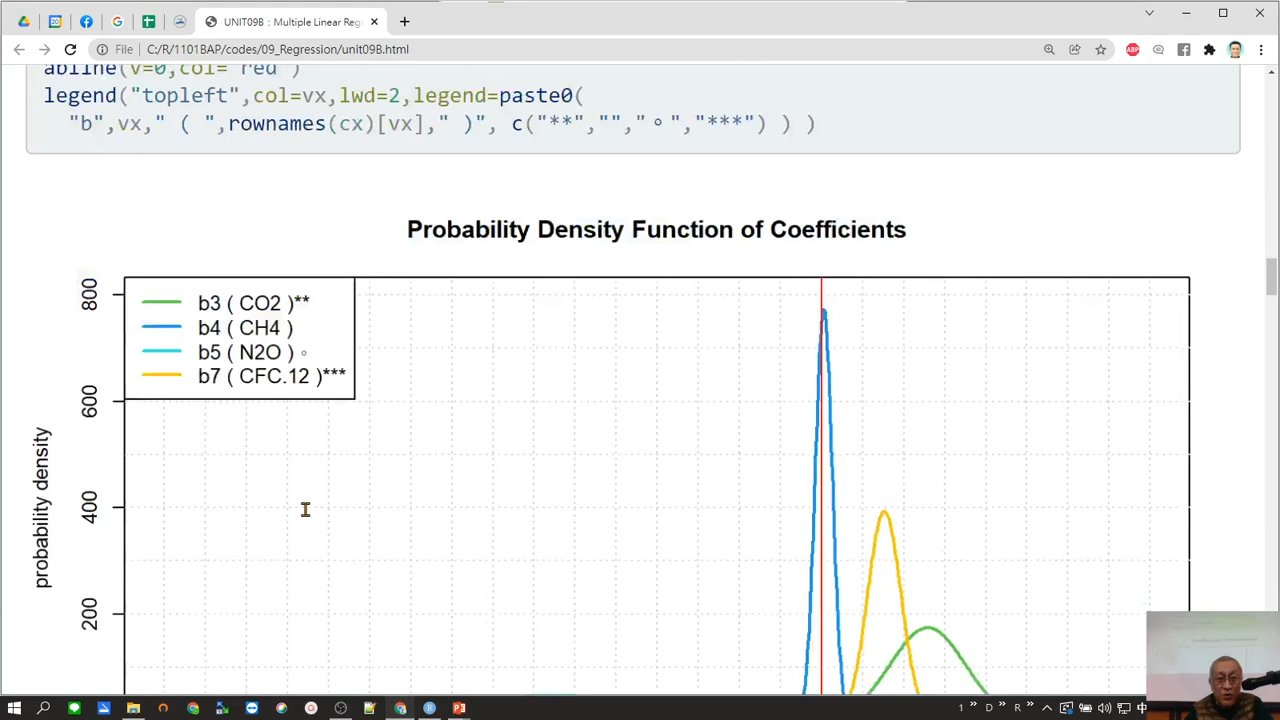 UNIT09B : Multiple Linear Reg
File C:/R/1101BAP/codes/09_Regression/unit09B.html
abline(v=0,col="red")
legend("topleft",col=vx,lwd=2,legend=paste0(
"b",vx," ( ",rownames(cx)[vx]," )", c("**",""," ∘ ","***") ) )
Probability Density Function of Coefficients
800
b3 ( CO2 )**
b4 ( CH4 )
b5 ( N2O ) ∘
b7 ( CFC.12 )***
600
400
200
probability density
1 D R 中